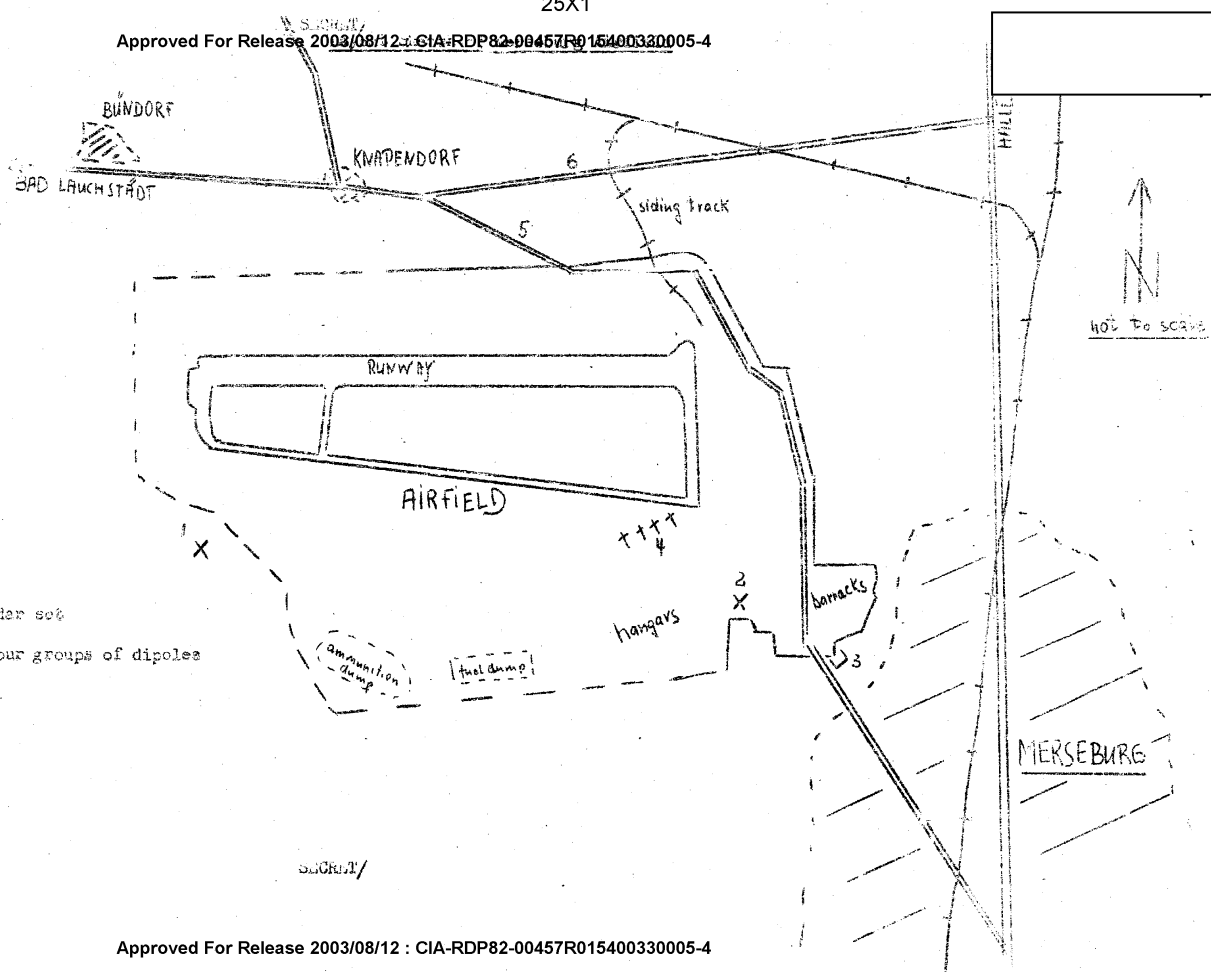 25X1
SECRET/
Approved For Release 2003/08/12 : CIA-RDP82-00457R015400330005-4
BÜNDORF
HALLE
KNAPENDORF
6
BAD LAUCHSTÄDT
siding track
5
N
not to scale
RUNWAY
AIRFIELD
1
X
4
2
X
barracks
hangars
set
four groups of dipoles
ammunition
dump
fuel dump
3
MERSEBURG
SECRET/
Approved For Release 2003/08/12 : CIA-RDP82-00457R015400330005-4